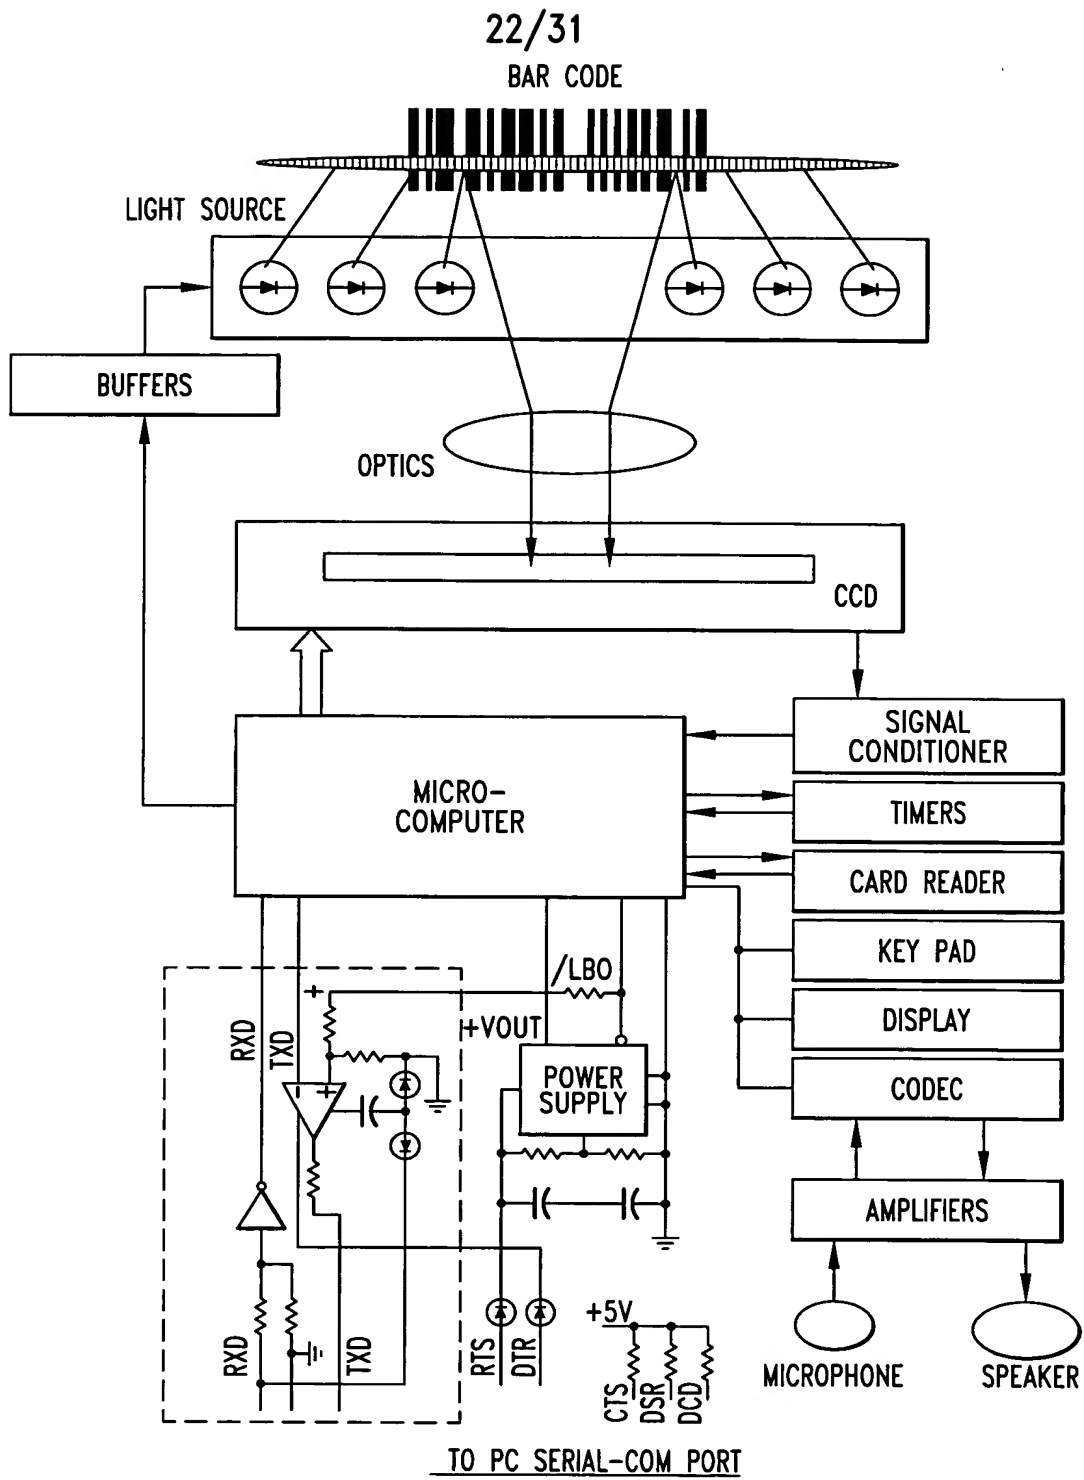 22/31
BAR CODE
LIGHT SOURCE
BUFFERS
OPTICS
CCD
SIGNAL
CONDITIONER
MICRO-
COMPUTER
TIMERS
CARD READER
KEY PAD
/LBO
+
RXD
TXD
+VOUT
DISPLAY
POWER
SUPPLY
- +
CODEC
AMPLIFIERS
+5V
RXD
TXD
RTS
DTR
CTS
DSR
DCD
MICROPHONE
SPEAKER
TO PC SERIAL-COM PORT